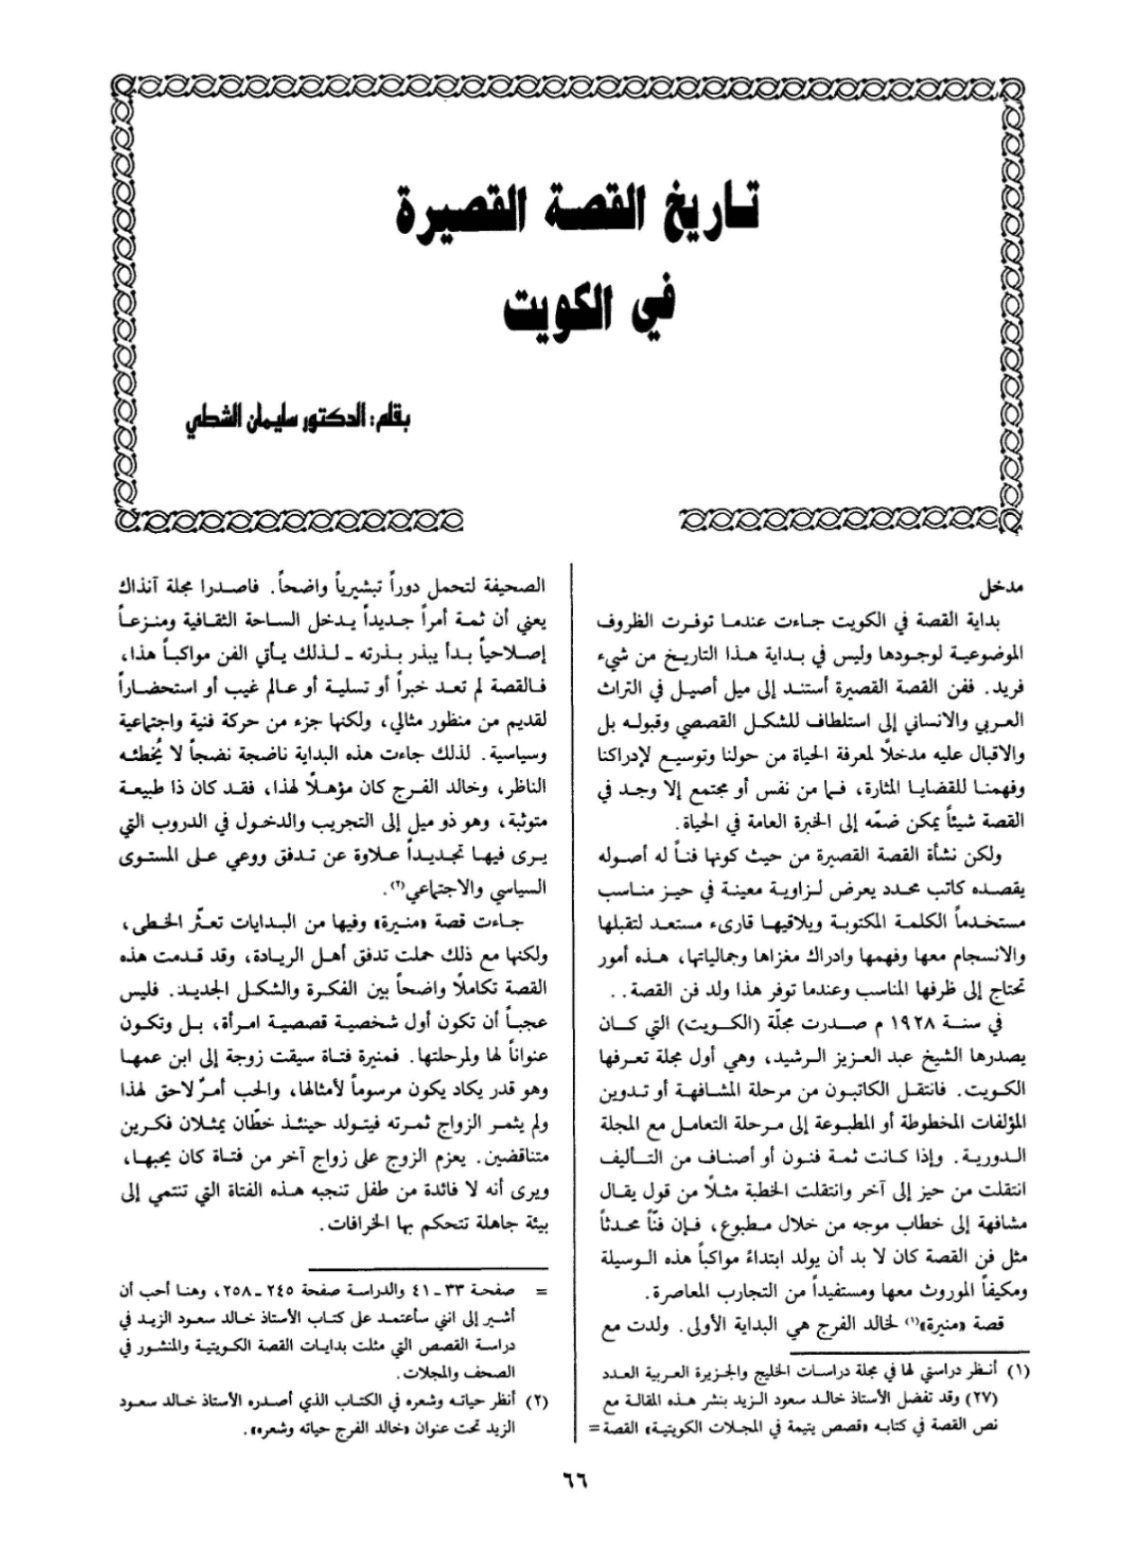 تاريخ القصة القصيرة
في الكويت
بقلم: الدكتور سليمان الشطي
مدخل
بداية القصة في الكويت جاءت عندما توفرت الظروف
الموضوعية لوجودها وليس في بداية هذا التاريخ من شيء
فريد. ففن القصة القصيرة أستند إلى ميل أصيل في التراث
العربي والانساني إلى استلطاف للشكل القصصي وقبوله بل
والاقبال عليه مدخلاً لمعرفة الحياة من حولنا وتوسيع لإدراكنا
وفهمنا للقضايا المثارة، فما من نفس أو مجتمع إلا وجد في
القصة شيئاً يمكن ضمّه إلى الخبرة العامة في الحياة.
ولكن نشأة القصة القصيرة من حيث كونها فناً له أصوله
يقصده كاتب محدد يعرض لزاوية معينة في حيز مناسب
مستخدماً الكلمة المكتوبة ويلاقيها قارىء مستعد لتقبلها
والانسجام معها وفهمها وادراك مغزاها وجمالياتها، هذه أمور
تحتاج إلى ظرفها المناسب وعندما توفر هذا ولد فن القصة..
في سنة ١٩٢٨ م صدرت مجلّة (الكويت) التي كان
يصدرها الشيخ عبد العزيز الرشيد، وهي أول مجلة تعرفها
الكويت. فانتقل الكاتبون من مرحلة المشافهة أو تدوين
المؤلفات المخطوطة أو المطبوعة إلى مرحلة التعامل مع المجلة
الدورية. وإذا كانت ثمة فنون أو أصناف من التأليف
انتقلت من حيز إلى آخر وانتقلت الخطبة مثلاً من قول يقال
مشافهة إلى خطاب موجه من خلال مطبوع، فإن فنّاً محدثاً
مثل فن القصة كان لا بد أن يولد ابتداءً مواكباً هذه الوسيلة
ومكيفاً الموروث معها ومستفيداً من التجارب المعاصرة.
قصة «منيرة»(١) لخالد الفرج هي البداية الأولى. ولدت مع
(١) أنظر دراستي لها في مجلة دراسات الخليج والجزيرة العربية العدد
(٢٧) وقد تفضل الأستاذ خالد سعود الزيد بنشر هذه المقالة مع
نص القصة في كتابه «قصص يتيمة في المجلات الكويتية» القصة =
الصحيفة لتحمل دوراً تبشيرياً واضحاً. فاصدرا مجلة آنذاك
يعني أن ثمة أمراً جديداً يدخل الساحة الثقافية ومنزعاً
إصلاحياً بدأ يبذر بذرته ـ لذلك يأتي الفن مواكباً هذا،
فالقصة لم تعد خبراً أو تسلية أو عالم غيب أو استحضاراً
لقديم من منظور مثالي، ولكنها جزء من حركة فنية واجتماعية
وسياسية. لذلك جاءت هذه البداية ناضجة نضجاً لا يُخطئه
الناظر، وخالد الفرج كان مؤهلاً لهذا، فقد كان ذا طبيعة
متوثبة، وهو ذو ميل إلى التجريب والدخول في الدروب التي
يرى فيها تجديداً علاوة عن تدفق ووعي على المستوى
السياسي والاجتماعي(٢).
جاءت قصة «منيرة» وفيها من البدايات تعثّر الخطى،
ولكنها مع ذلك حملت تدفق أهل الريادة، وقد قدمت هذه
القصة تكاملاً واضحاً بين الفكرة والشكل الجديد. فليس
عجباً أن تكون أول شخصية قصصية امرأة، بل وتكون
عنواناً لها ولمرحلتها. فمنيرة فتاة سيقت زوجة إلى ابن عمها
وهو قدر يكاد يكون مرسوماً لأمثالها، والحب أمرٌ لاحق لهذا
ولم يثمر الزواج ثمرته فيتولد حينئذ خطّان يمثلان فكرين
متناقضين. يعزم الزوج على زواج آخر من فتاة كان يحبها،
ويرى أنه لا فائدة من طفل تنجبه هذه الفتاة التي تنتمي إلى
بيئة جاهلة تتحكم بها الخرافات.
= صفحة ٣٣ ـ ٤١ والدراسة صفحة ٢٤٥ ـ ٢٥٨، وهنا أحب أن
أشير إلى انني سأعتمد على كتاب الأستاذ خالد سعود الزيد في
دراسة القصص التي مثلت بدايات القصة الكويتية والمنشور في
الصحف والمجلات.
(٢) أنظر حياته وشعره في الكتاب الذي أصدره الأستاذ خالد سعود
الزيد تحت عنوان «خالد الفرج حياته وشعره».
٦٦